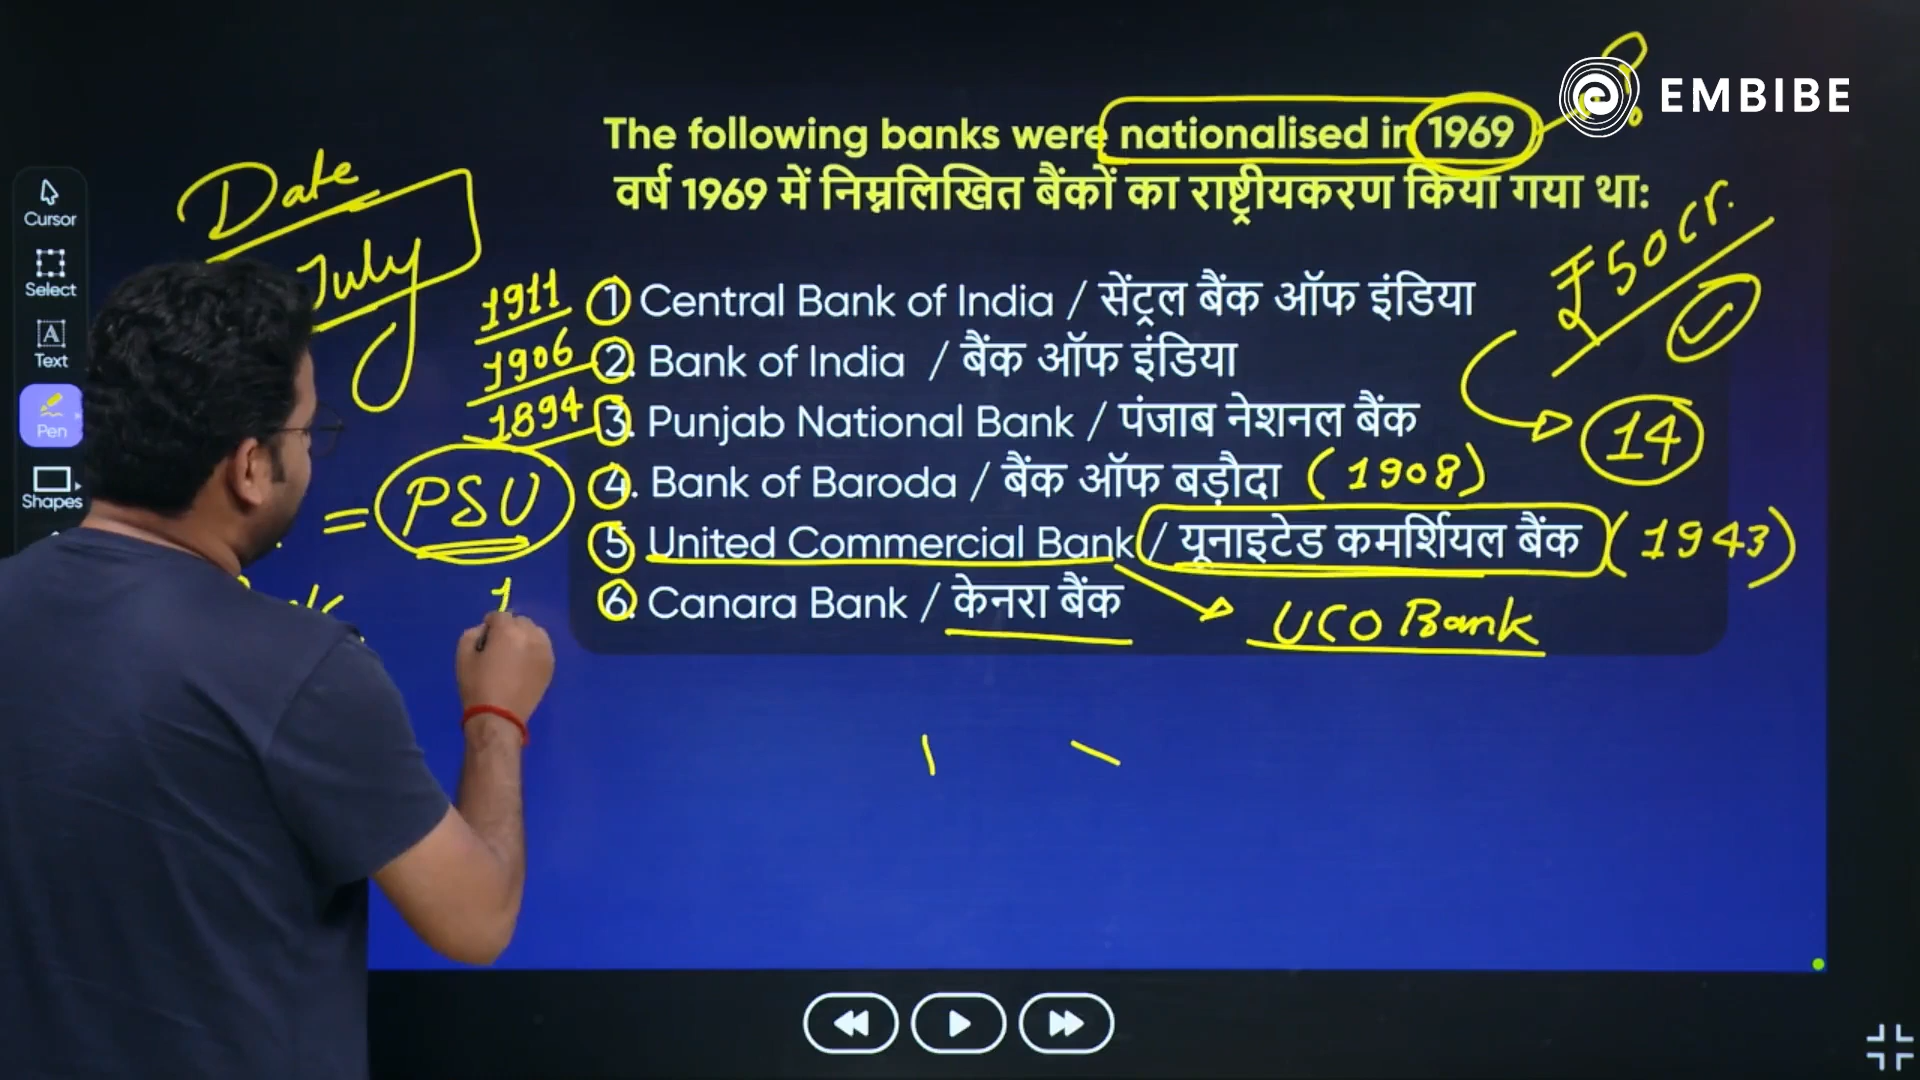 EMBIBE
The following banks were nationalised in 1969
वर्ष 1969 में निम्नलिखित बैंकों का राष्ट्रीयकरण किया गया था:
Date
July
₹50cr.
14
Cursor
Select
Text
Pen
Shapes
1911 1 Central Bank of India / सेंट्रल बैंक ऑफ इंडिया
1906 2. Bank of India / बैंक ऑफ इंडिया
1894 3. Punjab National Bank / पंजाब नेशनल बैंक
4. Bank of Baroda / बैंक ऑफ बड़ौदा (1908)
= PSU
5 United Commercial Bank / यूनाइटेड कमर्शियल बैंक (1943)
1 6. Canara Bank / केनरा बैंक
UCO Bank